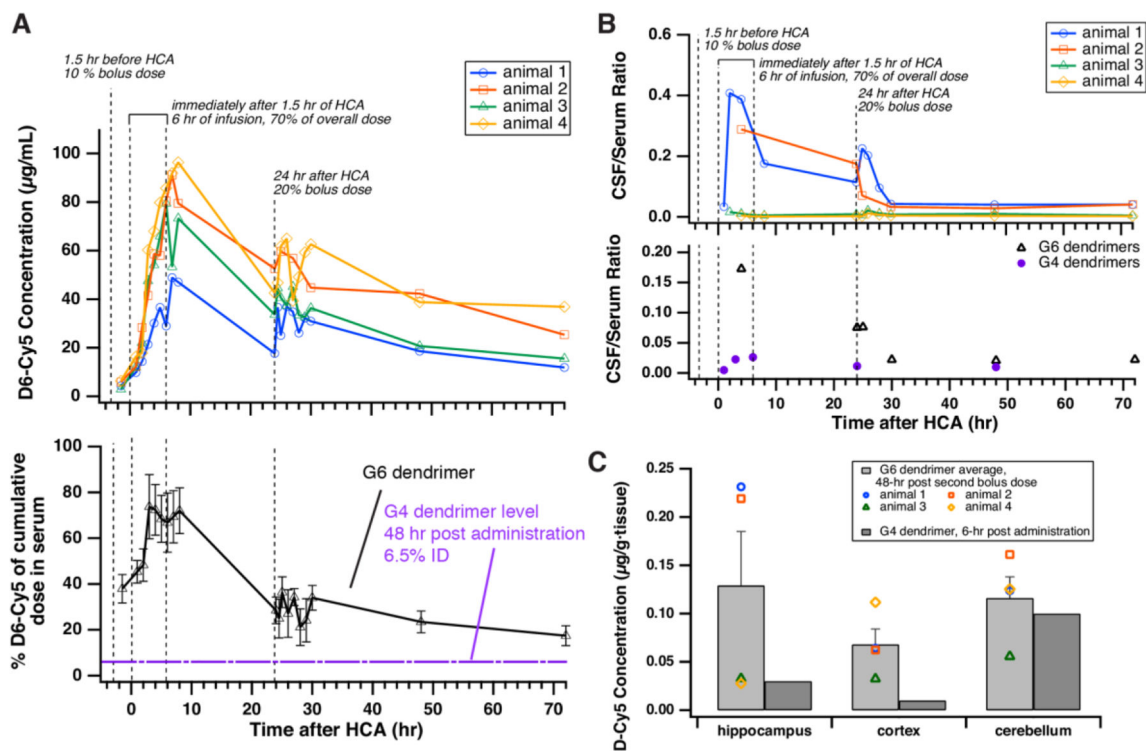 A
1.5 hr before HCA
10 % bolus dose
immediately after 1.5 hr of HCA
6 hr of infusion, 70% of overall dose
animal 1
animal 2
animal 3
animal 4
24 hr after HCA
20% bolus dose
D6-Cy5 Concentration (µg/mL)
100
80
60
40
20
0
100
80
60
40
20
0
% D6-Cy5 of cumulative
dose in serum
G6 dendrimer
G4 dendrimer level
48 hr post administration
6.5% ID
0 10 20 30 40 50 60 70
Time after HCA (hr)
B
1.5 hr before HCA
10 % bolus dose
immediately after 1.5 hr of HCA
6 hr of infusion, 70% of overall dose
24 hr after HCA
20% bolus dose
animal 1
animal 2
animal 3
animal 4
CSF/Serum Ratio
0.6
0.4
0.2
0.0
CSF/Serum Ratio
0.20
0.15
0.10
0.05
0.00
G6 dendrimers
G4 dendrimers
0 10 20 30 40 50 60 70
Time after HCA (hr)
C
D-Cy5 Concentration (µg/g·tissue)
0.25
0.20
0.15
0.10
0.05
0.00
G6 dendrimer average,
48-hr post second bolus dose
animal 1 animal 2
animal 3 animal 4
G4 dendrimer, 6-hr post administration
hippocampus cortex cerebellum